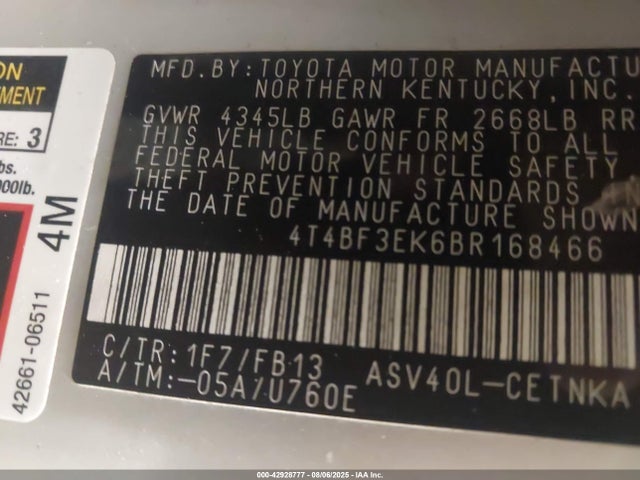 ON
TMENT
RE: 3
bs.
000lb.
4M
42661-06511
MFD.BY:TOYOTA MOTOR MANUFACTU
NORTHERN KENTUCKY, INC.
GVWR 4345LB GAWR FR 2668LB RR
THIS VEHICLE CONFORMS TO ALL
FEDERAL MOTOR VEHICLE SAFETY
THEFT PREVENTION STANDARDS
THE DATE OF MANUFACTURE SHOWN
4T4BF3EK6BR168466
C/TR: 1F7/FB13
A/TM:-05A/U760E
ASV40L-CETNKA
000-42928777 - 08/06/2025 - IAA Inc.